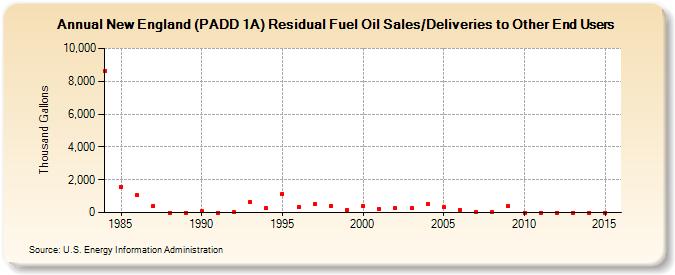 Annual New England (PADD 1A) Residual Fuel Oil Sales/Deliveries to Other End Users
Thousand Gallons
10,000
8,000
6,000
4,000
2,000
0
1985 1990 1995 2000 2005 2010 2015
Source: U.S. Energy Information Administration